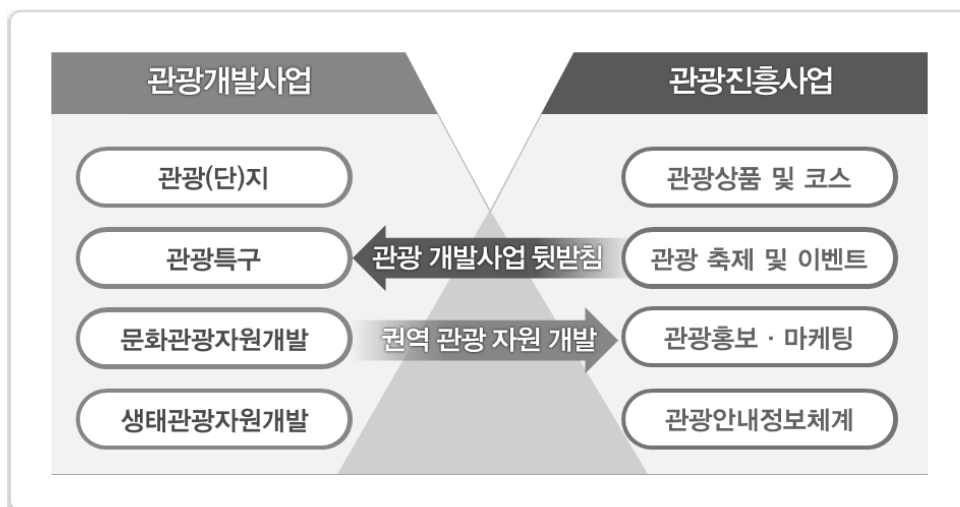 관광개발사업
관광진흥사업
관광(단)지
관광상품 및 코스
관광특구
관광 개발사업 뒷받침
관광 축제 및 이벤트
문화관광자원개발
권역 관광 자원 개발
관광홍보 · 마케팅
생태관광자원개발
관광안내정보체계